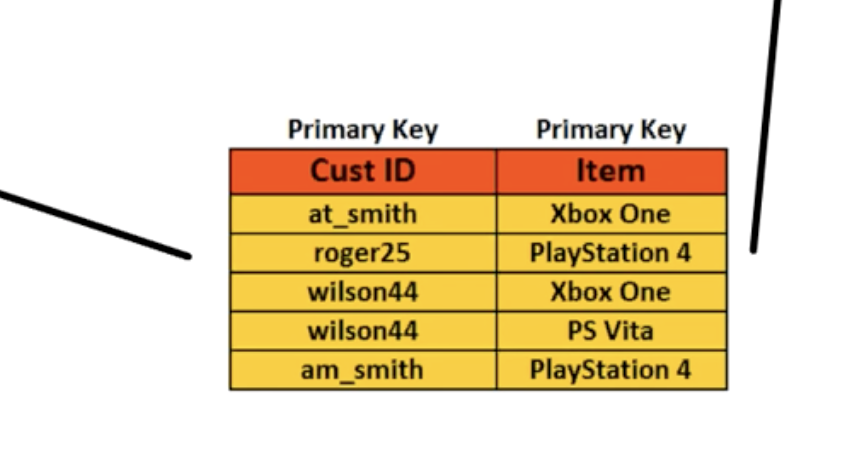 Primary Key Primary Key
Cust ID Item
at_smith Xbox One
roger25 PlayStation 4
wilson44 Xbox One
wilson44 PS Vita
am_smith PlayStation 4